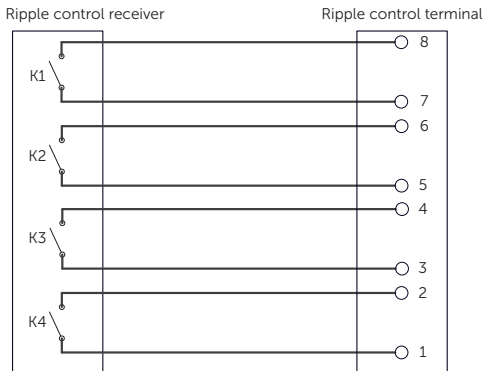 Ripple control receiver
Ripple control terminal
8
K1
7
6
K2
5
4
K3
3
2
K4
1